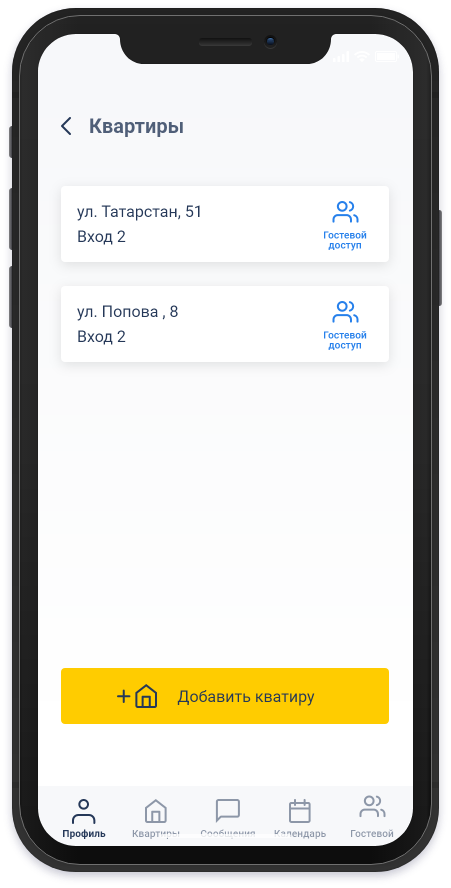 Квартиры
ул. Татарстан, 51
Вход 2
Гостевой
доступ
ул. Попова , 8
Вход 2
Гостевой
доступ
Добавить кватиру
Профиль
Квартиры
Сообщения
Календарь
Гостевой